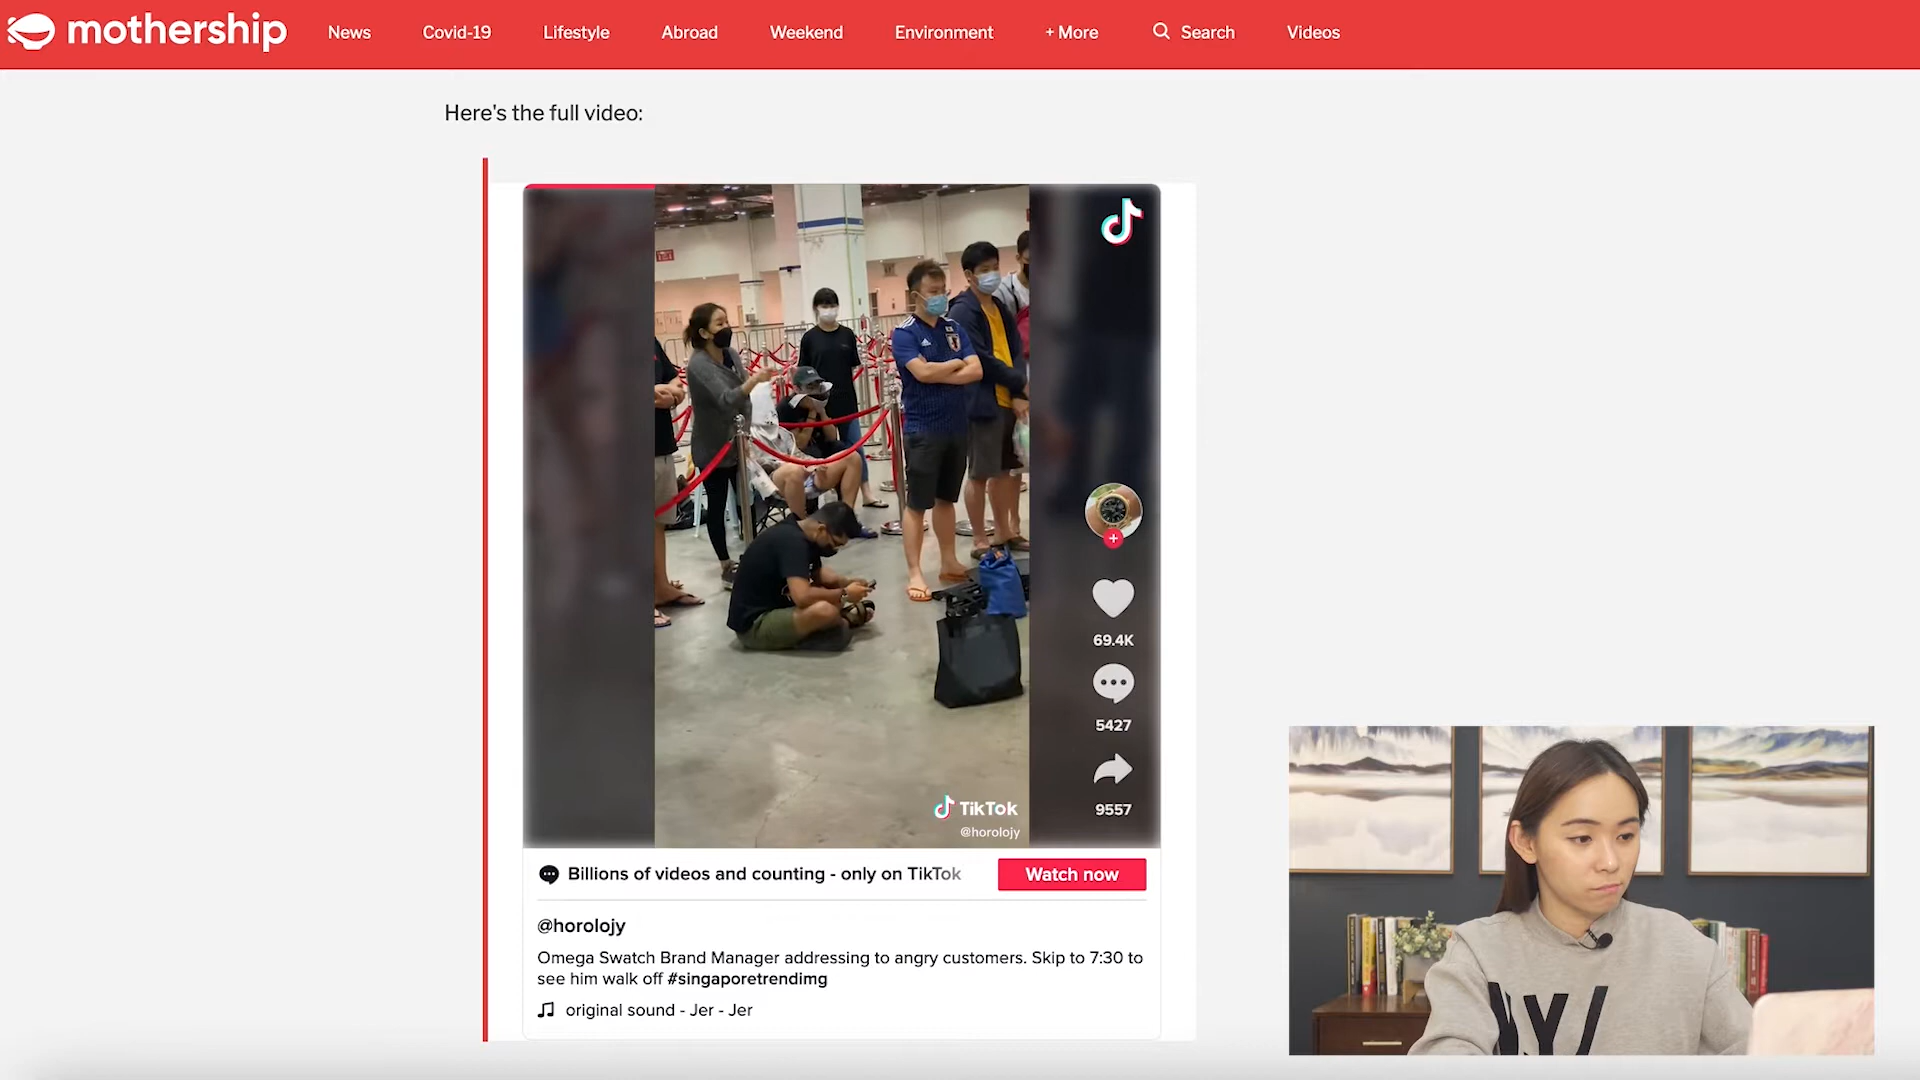 mothership
News
Covid-19
Lifestyle
Abroad
Weekend
Environment
+ More
Search
Videos
Here's the full video:
69.4K
5427
9557
TikTok
@horolojy
Billions of videos and counting - only on TikTok
Watch now
@horolojy
Omega Swatch Brand Manager addressing to angry customers. Skip to 7:30 to
see him walk off #singaporetrendimg
original sound - Jer - Jer